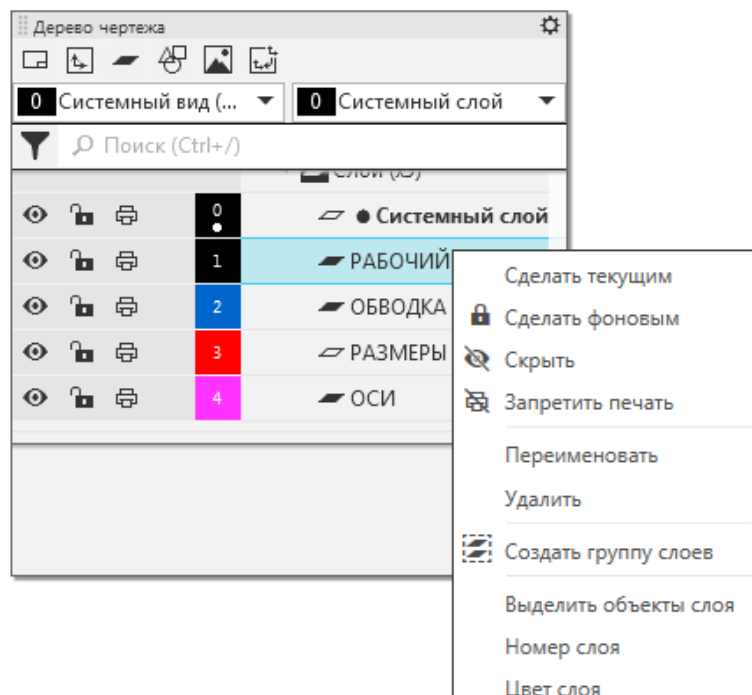 Дерево чертежа
0 Системный вид (... 0 Системный слой
Поиск (Ctrl+/)
Слои (
0 Системный слой
1 РАБОЧИЙ
2 ОБВОДКА
3 РАЗМЕРЫ
4 ОСИ
Сделать текущим
Сделать фоновым
Скрыть
Запретить печать
Переименовать
Удалить
Создать группу слоев
Выделить объекты слоя
Номер слоя
Цвет слоя